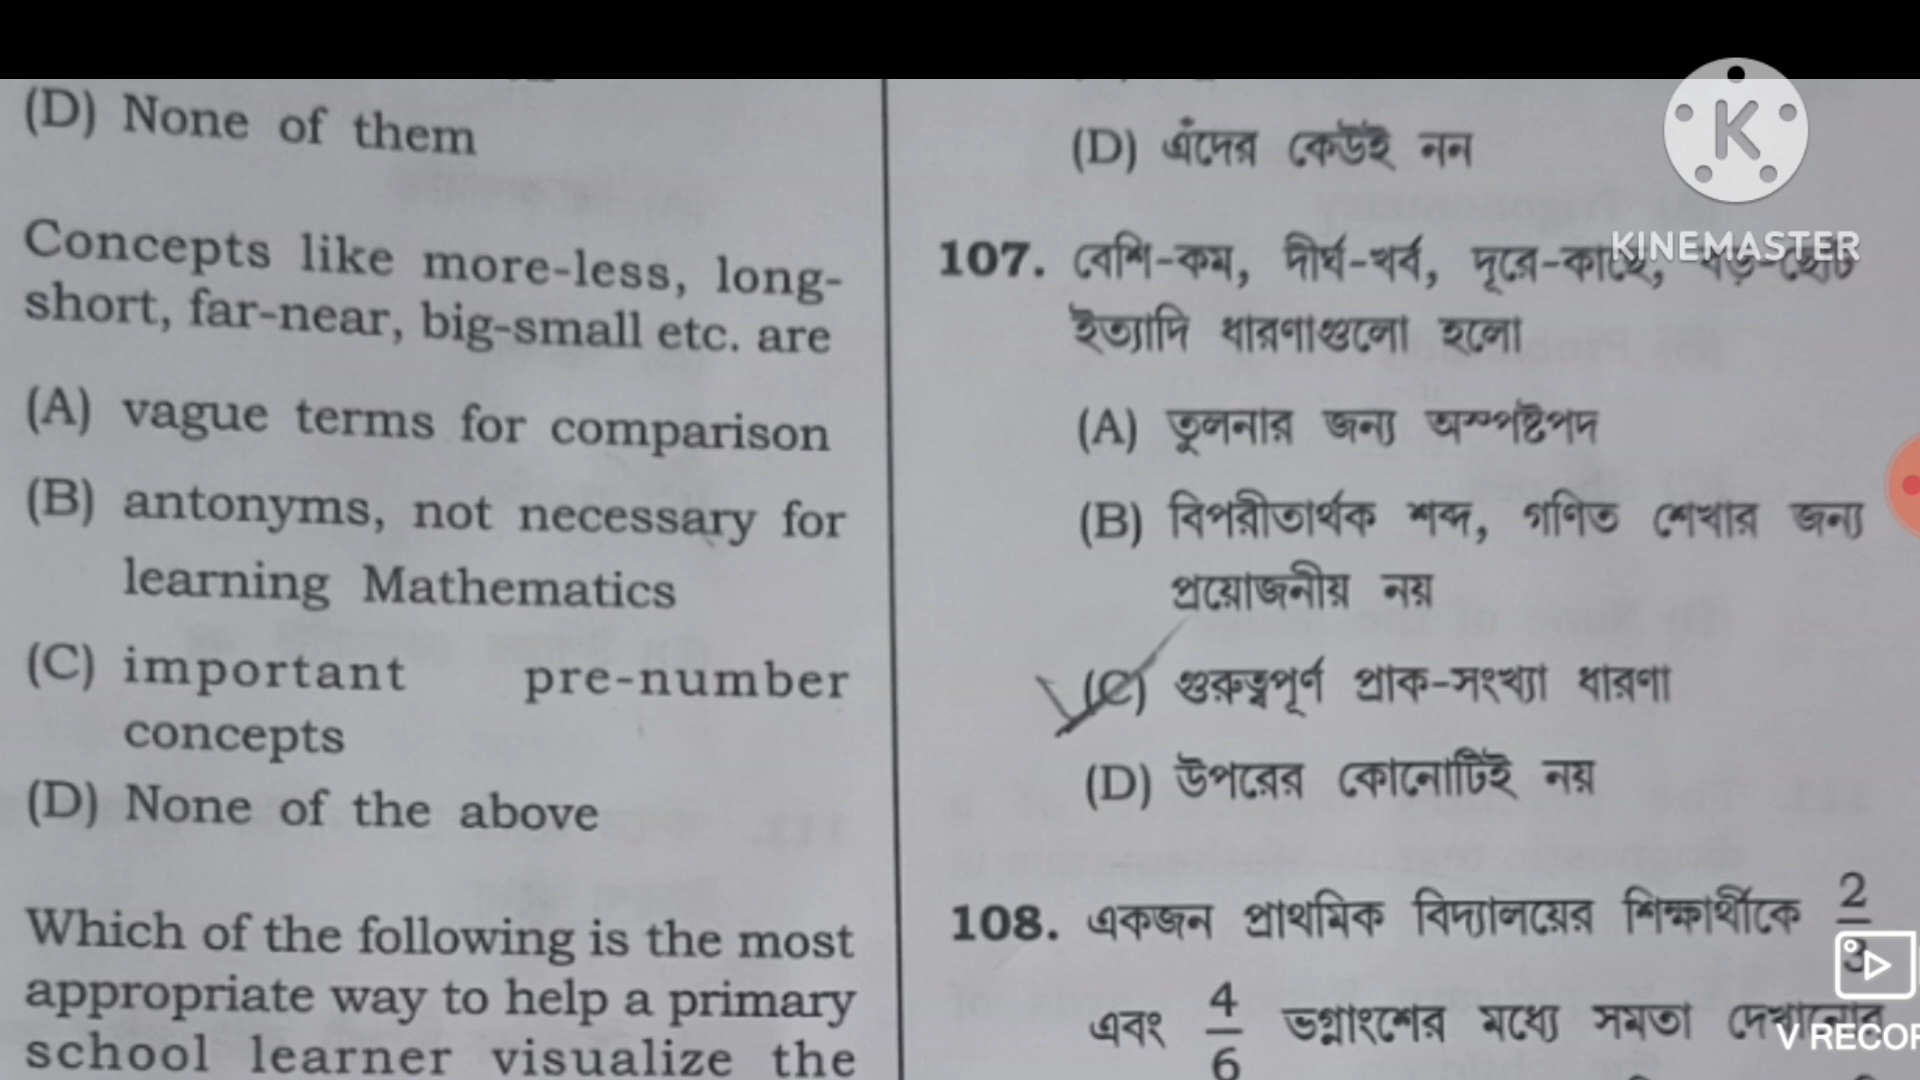 (D) None of them
Concepts like more-less, long-
short, far-near, big-small etc. are
(A) vague terms for comparison
(B) antonyms, not necessary for
learning Mathematics
(C) important pre-number
concepts
(D) None of the above
Which of the following is the most
appropriate way to help a primary
school learner visualize the
(D) এঁদের কেউই নন
107. বেশি-কম, দীর্ঘ-খর্ব, দূরে-কাছে, বড়-ছোট
ইত্যাদি ধারণাগুলো হলো
(A) তুলনার জন্য অস্পষ্টপদ
(B) বিপরীতার্থক শব্দ, গণিত শেখার জন্য
প্রয়োজনীয় নয়
(C) গুরুত্বপূর্ণ প্রাক-সংখ্যা ধারণা
(D) উপরের কোনোটিই নয়
108. একজন প্রাথমিক বিদ্যালয়ের শিক্ষার্থীকে 2/3
এবং 4/6 ভগ্নাংশের মধ্যে সমতা দেখানোর
K
KINEMASTER
V RECOR